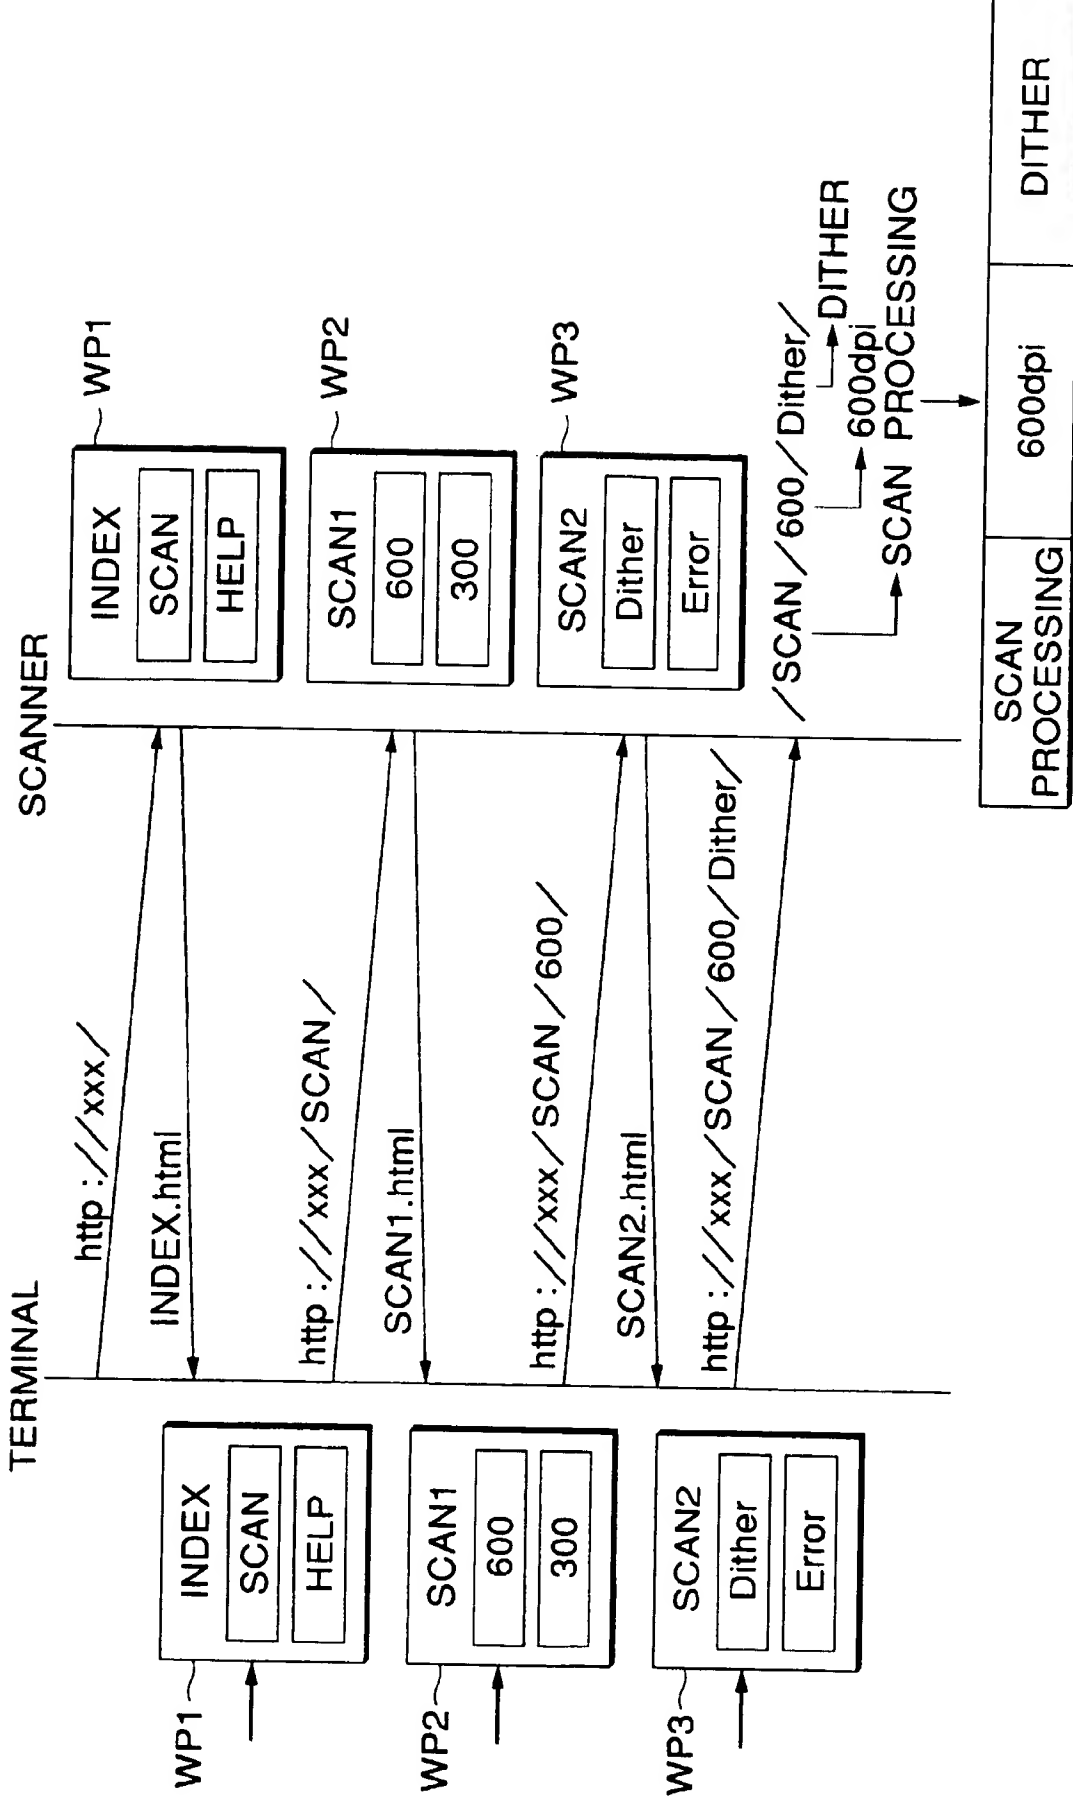 TERMINAL
SCANNER
http://xxx/
INDEX.html
http://xxx/SCAN/
SCAN1.html
http://xxx/SCAN/600/
SCAN2.html
http://xxx/SCAN/600/Dither/
WP1
INDEX
SCAN
HELP
WP2
SCAN1
600
300
WP3
SCAN2
Dither
Error
INDEX
SCAN
HELP
WP1
SCAN1
600
300
WP2
SCAN2
Dither
Error
WP3
/SCAN/600/Dither/
DITHER
600dpi
SCAN PROCESSING
SCAN
PROCESSING
600dpi
DITHER